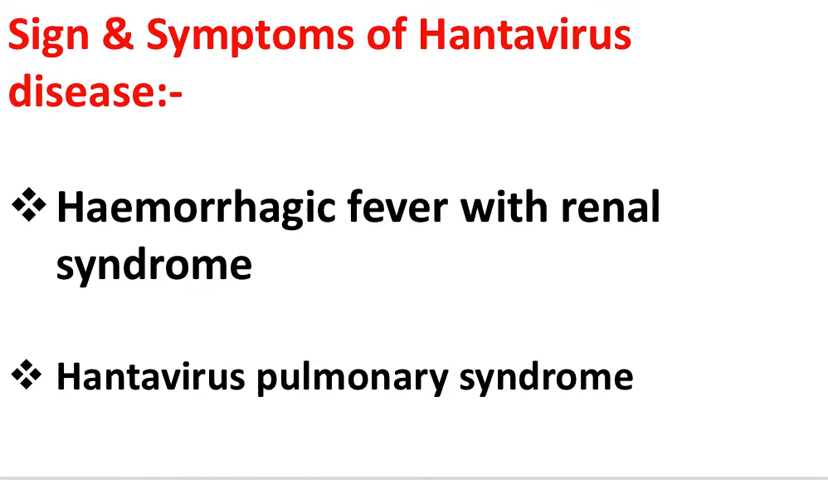 Sign & Symptoms of Hantavirus
disease:-
❖ Haemorrhagic fever with renal
syndrome
❖ Hantavirus pulmonary syndrome